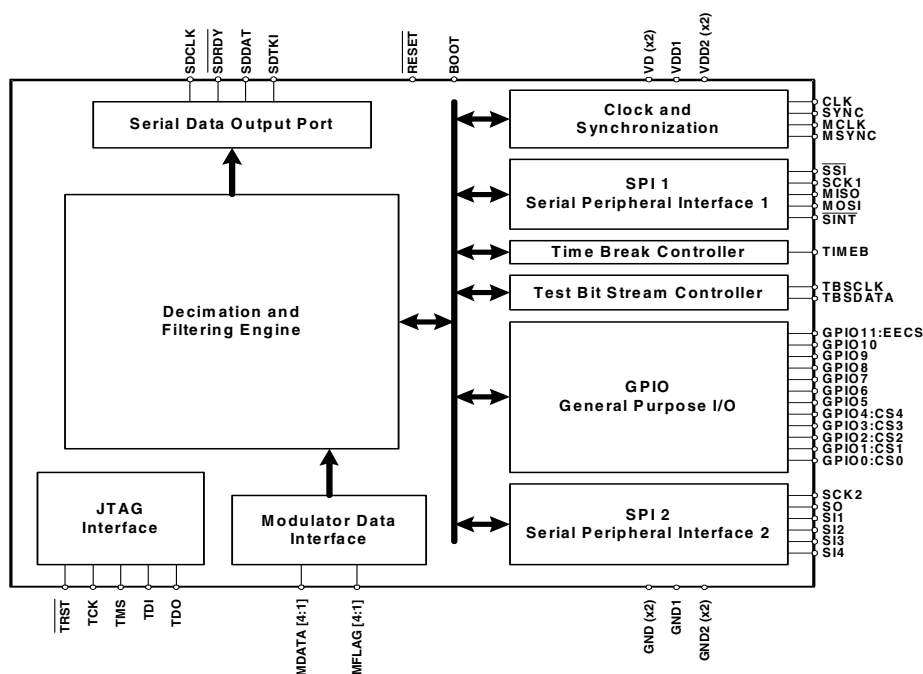 SDCLK
SDRDY
SDDAT
SDTKI
RESET
BOOT
VD (x2)
VDD1
VDD2 (x2)
Serial Data Output Port
Clock and
Synchronization
CLK
SYNC
MCLK
MSYNC
SPI 1
Serial Peripheral Interface 1
SSI
SCK1
MISO
MOSI
SINT
Time Break Controller
TIMEB
Test Bit Stream Controller
TBSCLK
TBSDATA
Decimation and
Filtering Engine
GPIO
General Purpose I/O
GPIO11:EECS
GPIO10
GPIO9
GPIO8
GPIO7
GPIO6
GPIO5
GPIO4:CS4
GPIO3:CS3
GPIO2:CS2
GPIO1:CS1
GPIO0:CS0
JTAG
Interface
Modulator Data
Interface
SPI 2
Serial Peripheral Interface 2
SCK2
SO
SI1
SI2
SI3
SI4
TRST
TCK
TMS
TDI
TDO
MDATA [4:1]
MFLAG [4:1]
GND (x2)
GND1
GND2 (x2)